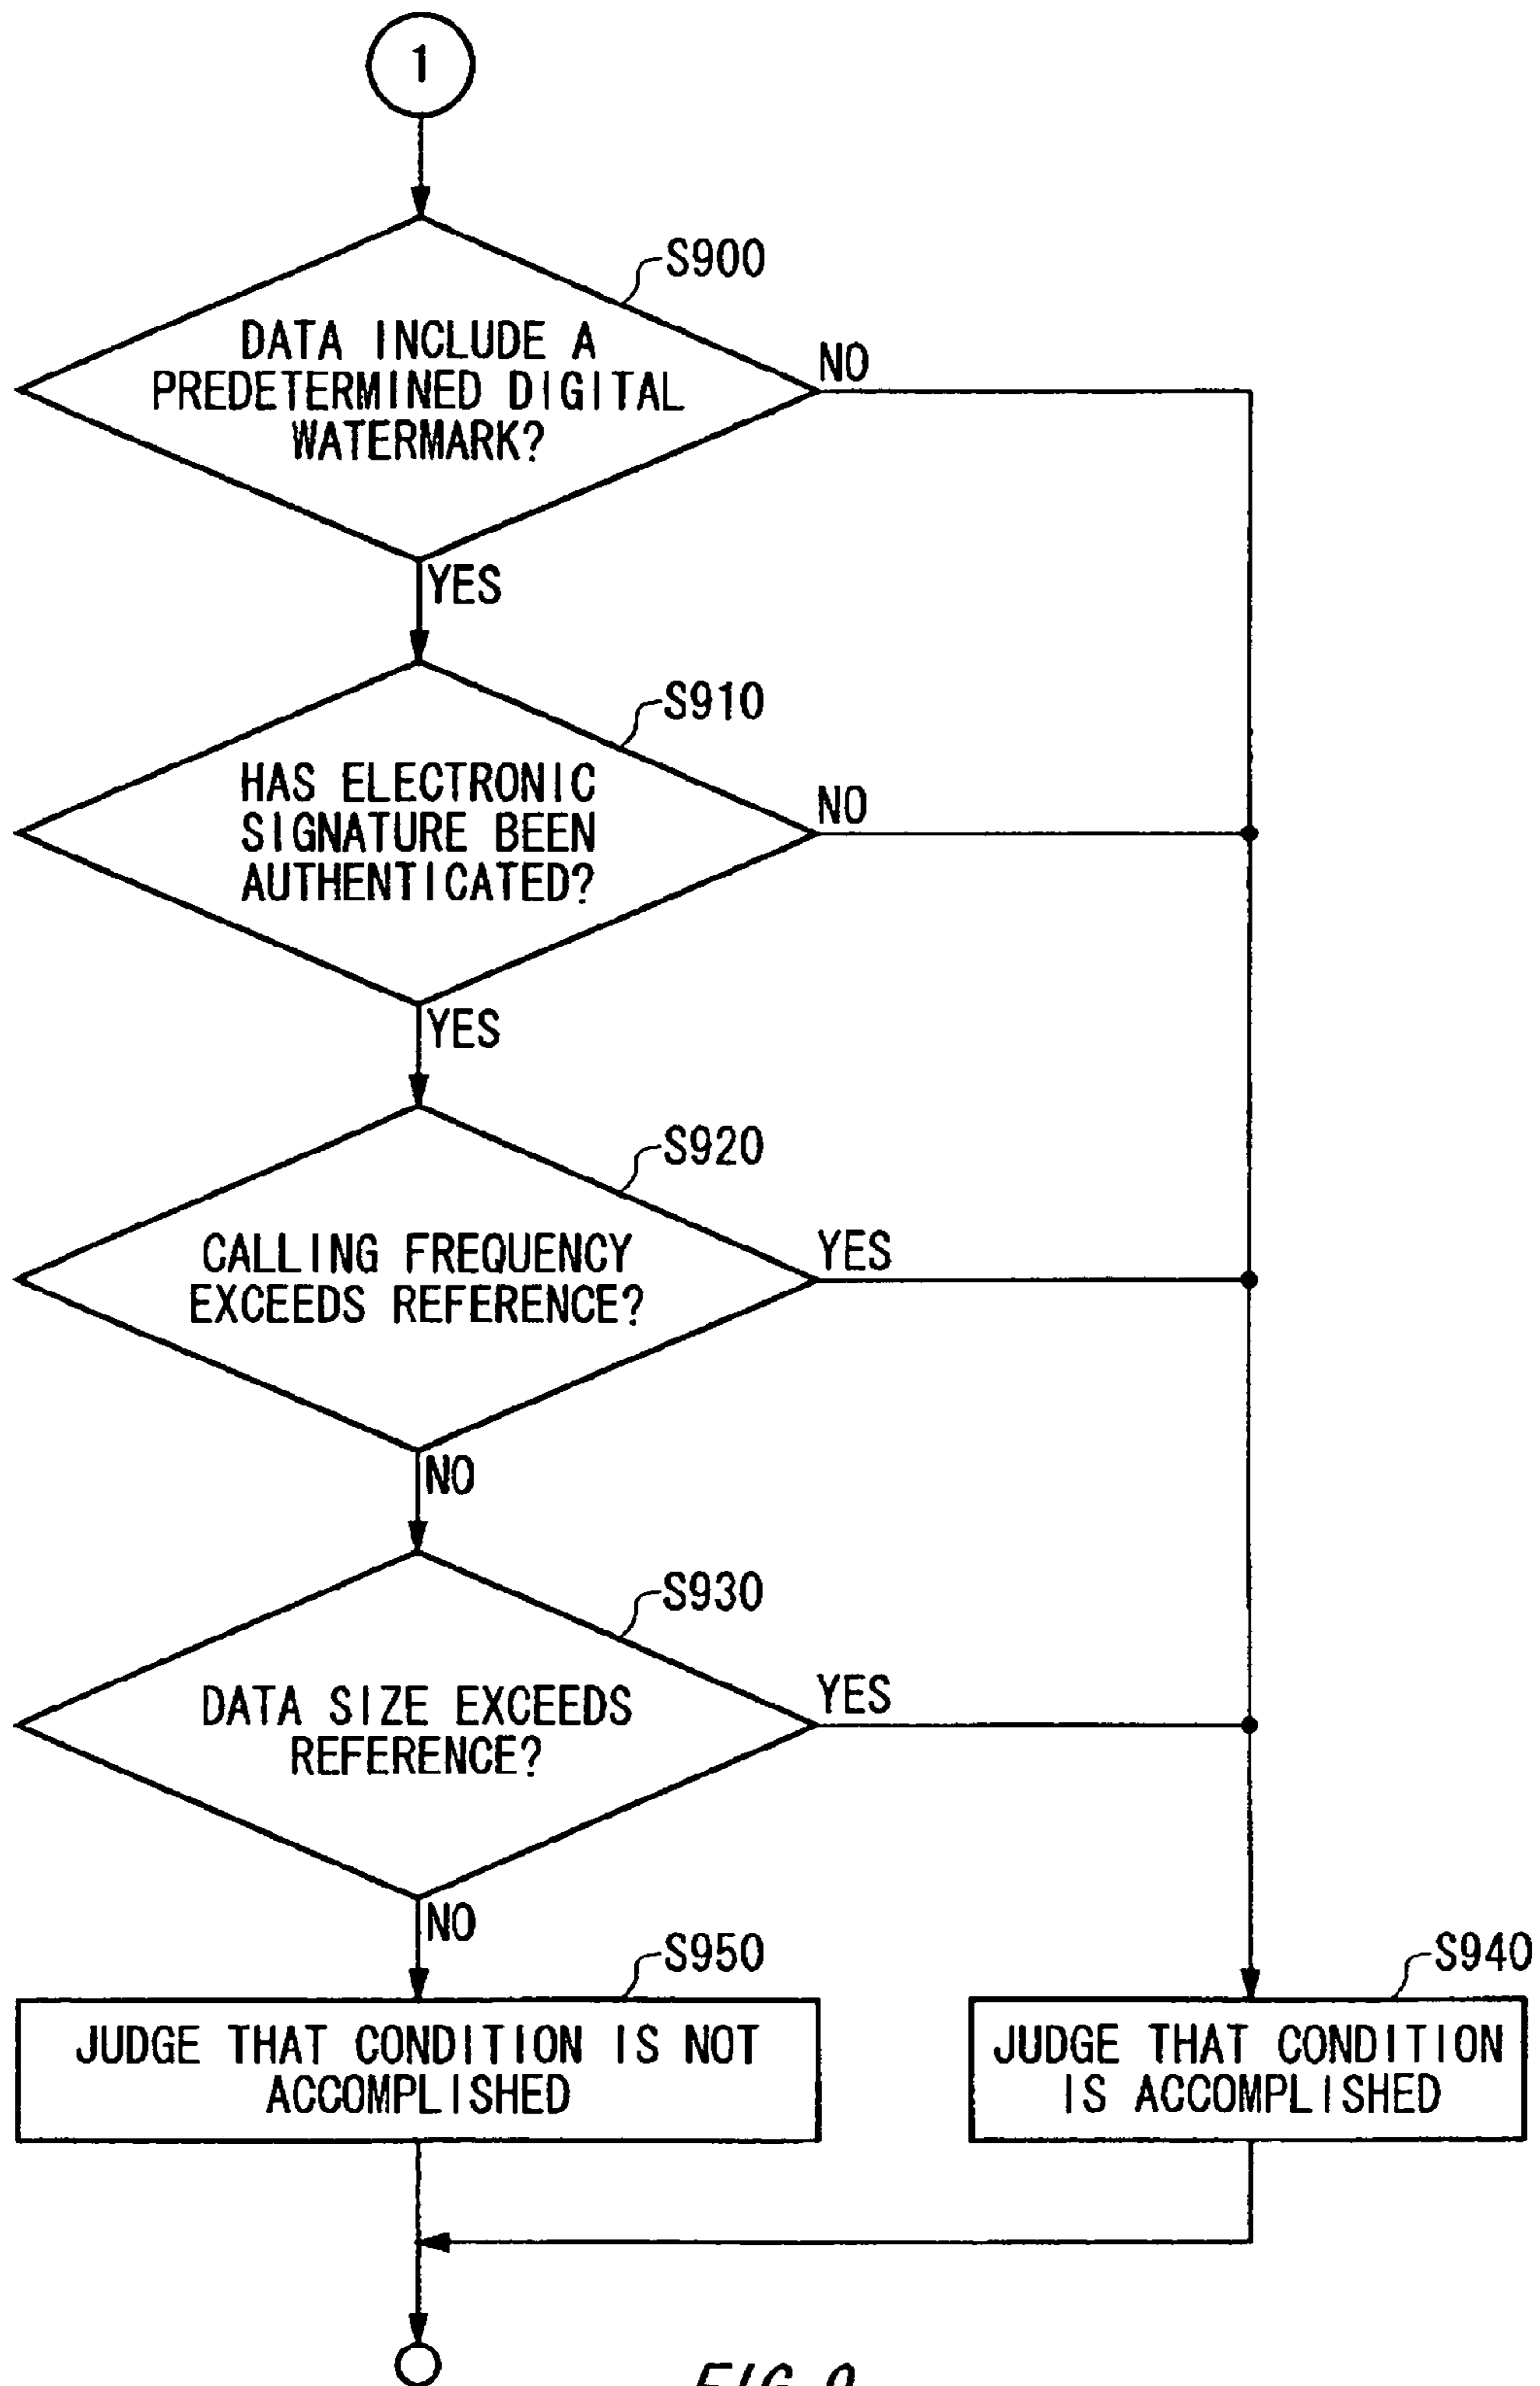 1
S900
DATA INCLUDE A
PREDETERMINED DIGITAL
WATERMARK?
NO
YES
S910
HAS ELECTRONIC
SIGNATURE BEEN
AUTHENTICATED?
NO
YES
S920
CALLING FREQUENCY
EXCEEDS REFERENCE?
YES
NO
S930
DATA SIZE EXCEEDS
REFERENCE?
YES
NO
S950
JUDGE THAT CONDITION IS NOT
ACCOMPLISHED
S940
JUDGE THAT CONDITION
IS ACCOMPLISHED